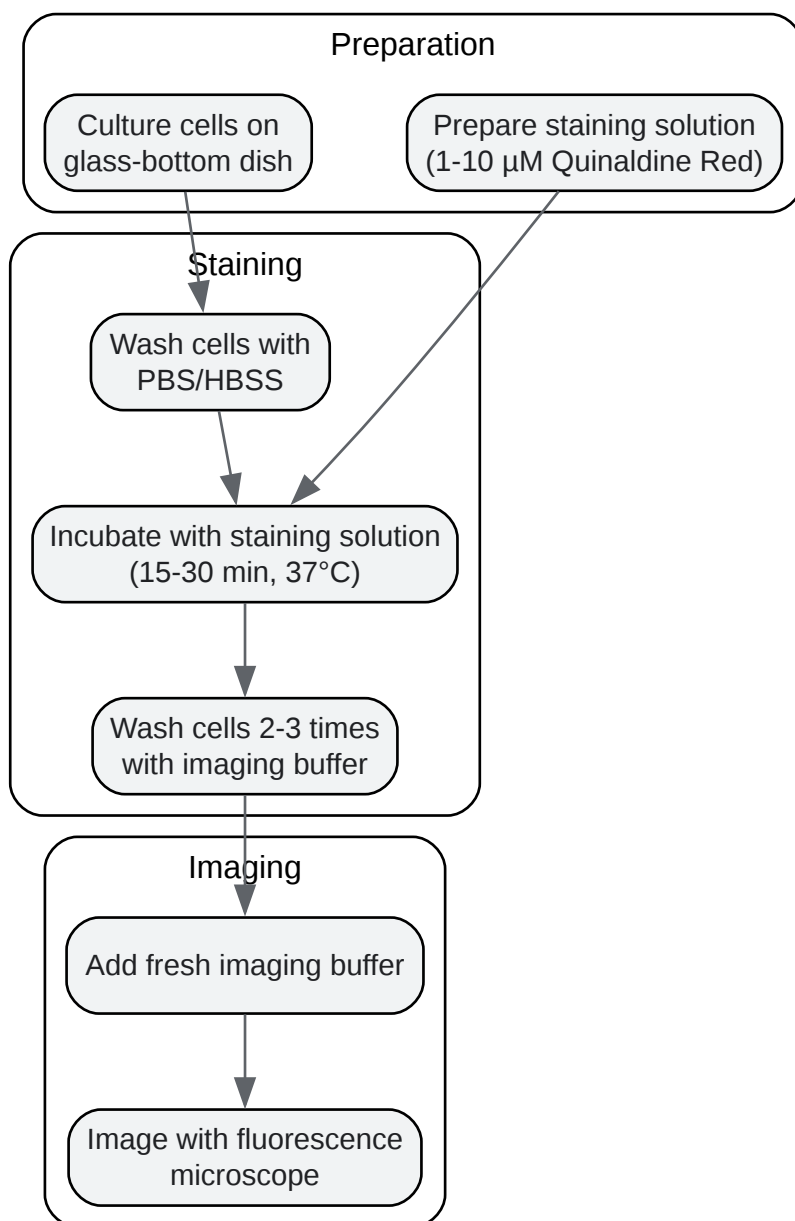 Preparation
Culture cells on
glass-bottom dish
Prepare staining solution
(1-10 µM Quinaldine Red)
Staining
Wash cells with
PBS/HBSS
Incubate with staining solution
(15-30 min, 37°C)
Wash cells 2-3 times
with imaging buffer
Imaging
Add fresh imaging buffer
Image with fluorescence
microscope